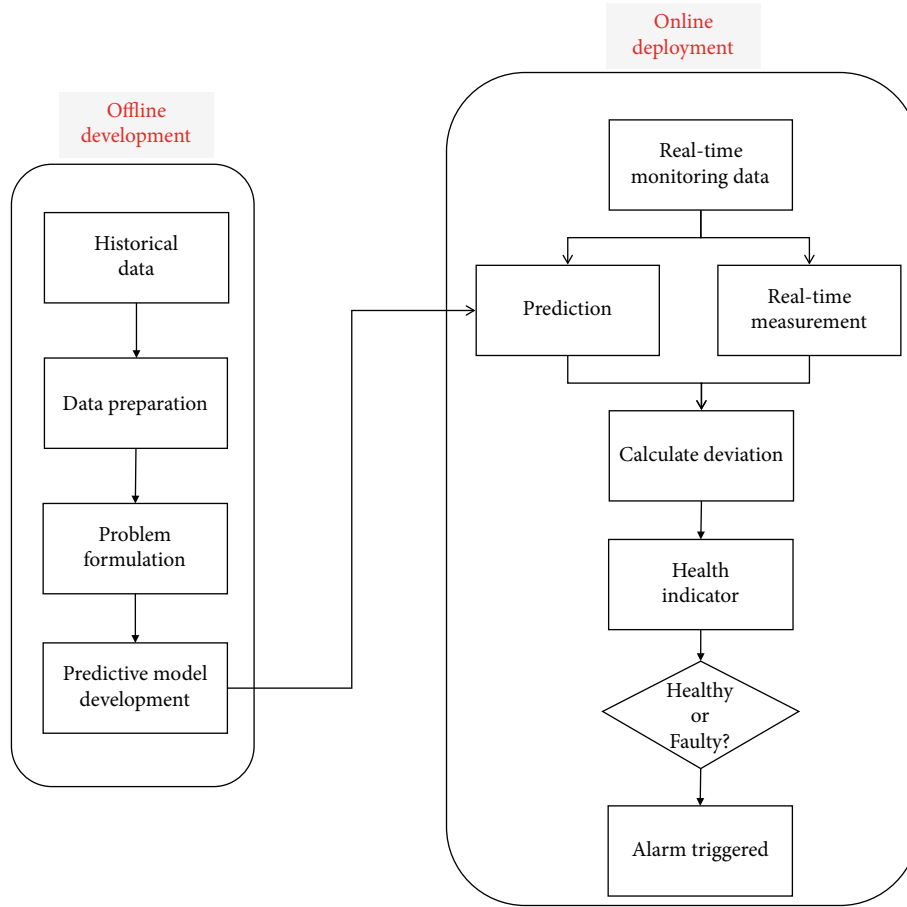 Offline
development
Historical
data
Data preparation
Problem
formulation
Predictive model
development
Online
deployment
Real-time
monitoring data
Prediction
Real-time
measurement
Calculate deviation
Health
indicator
Healthy
or
Faulty?
Alarm triggered